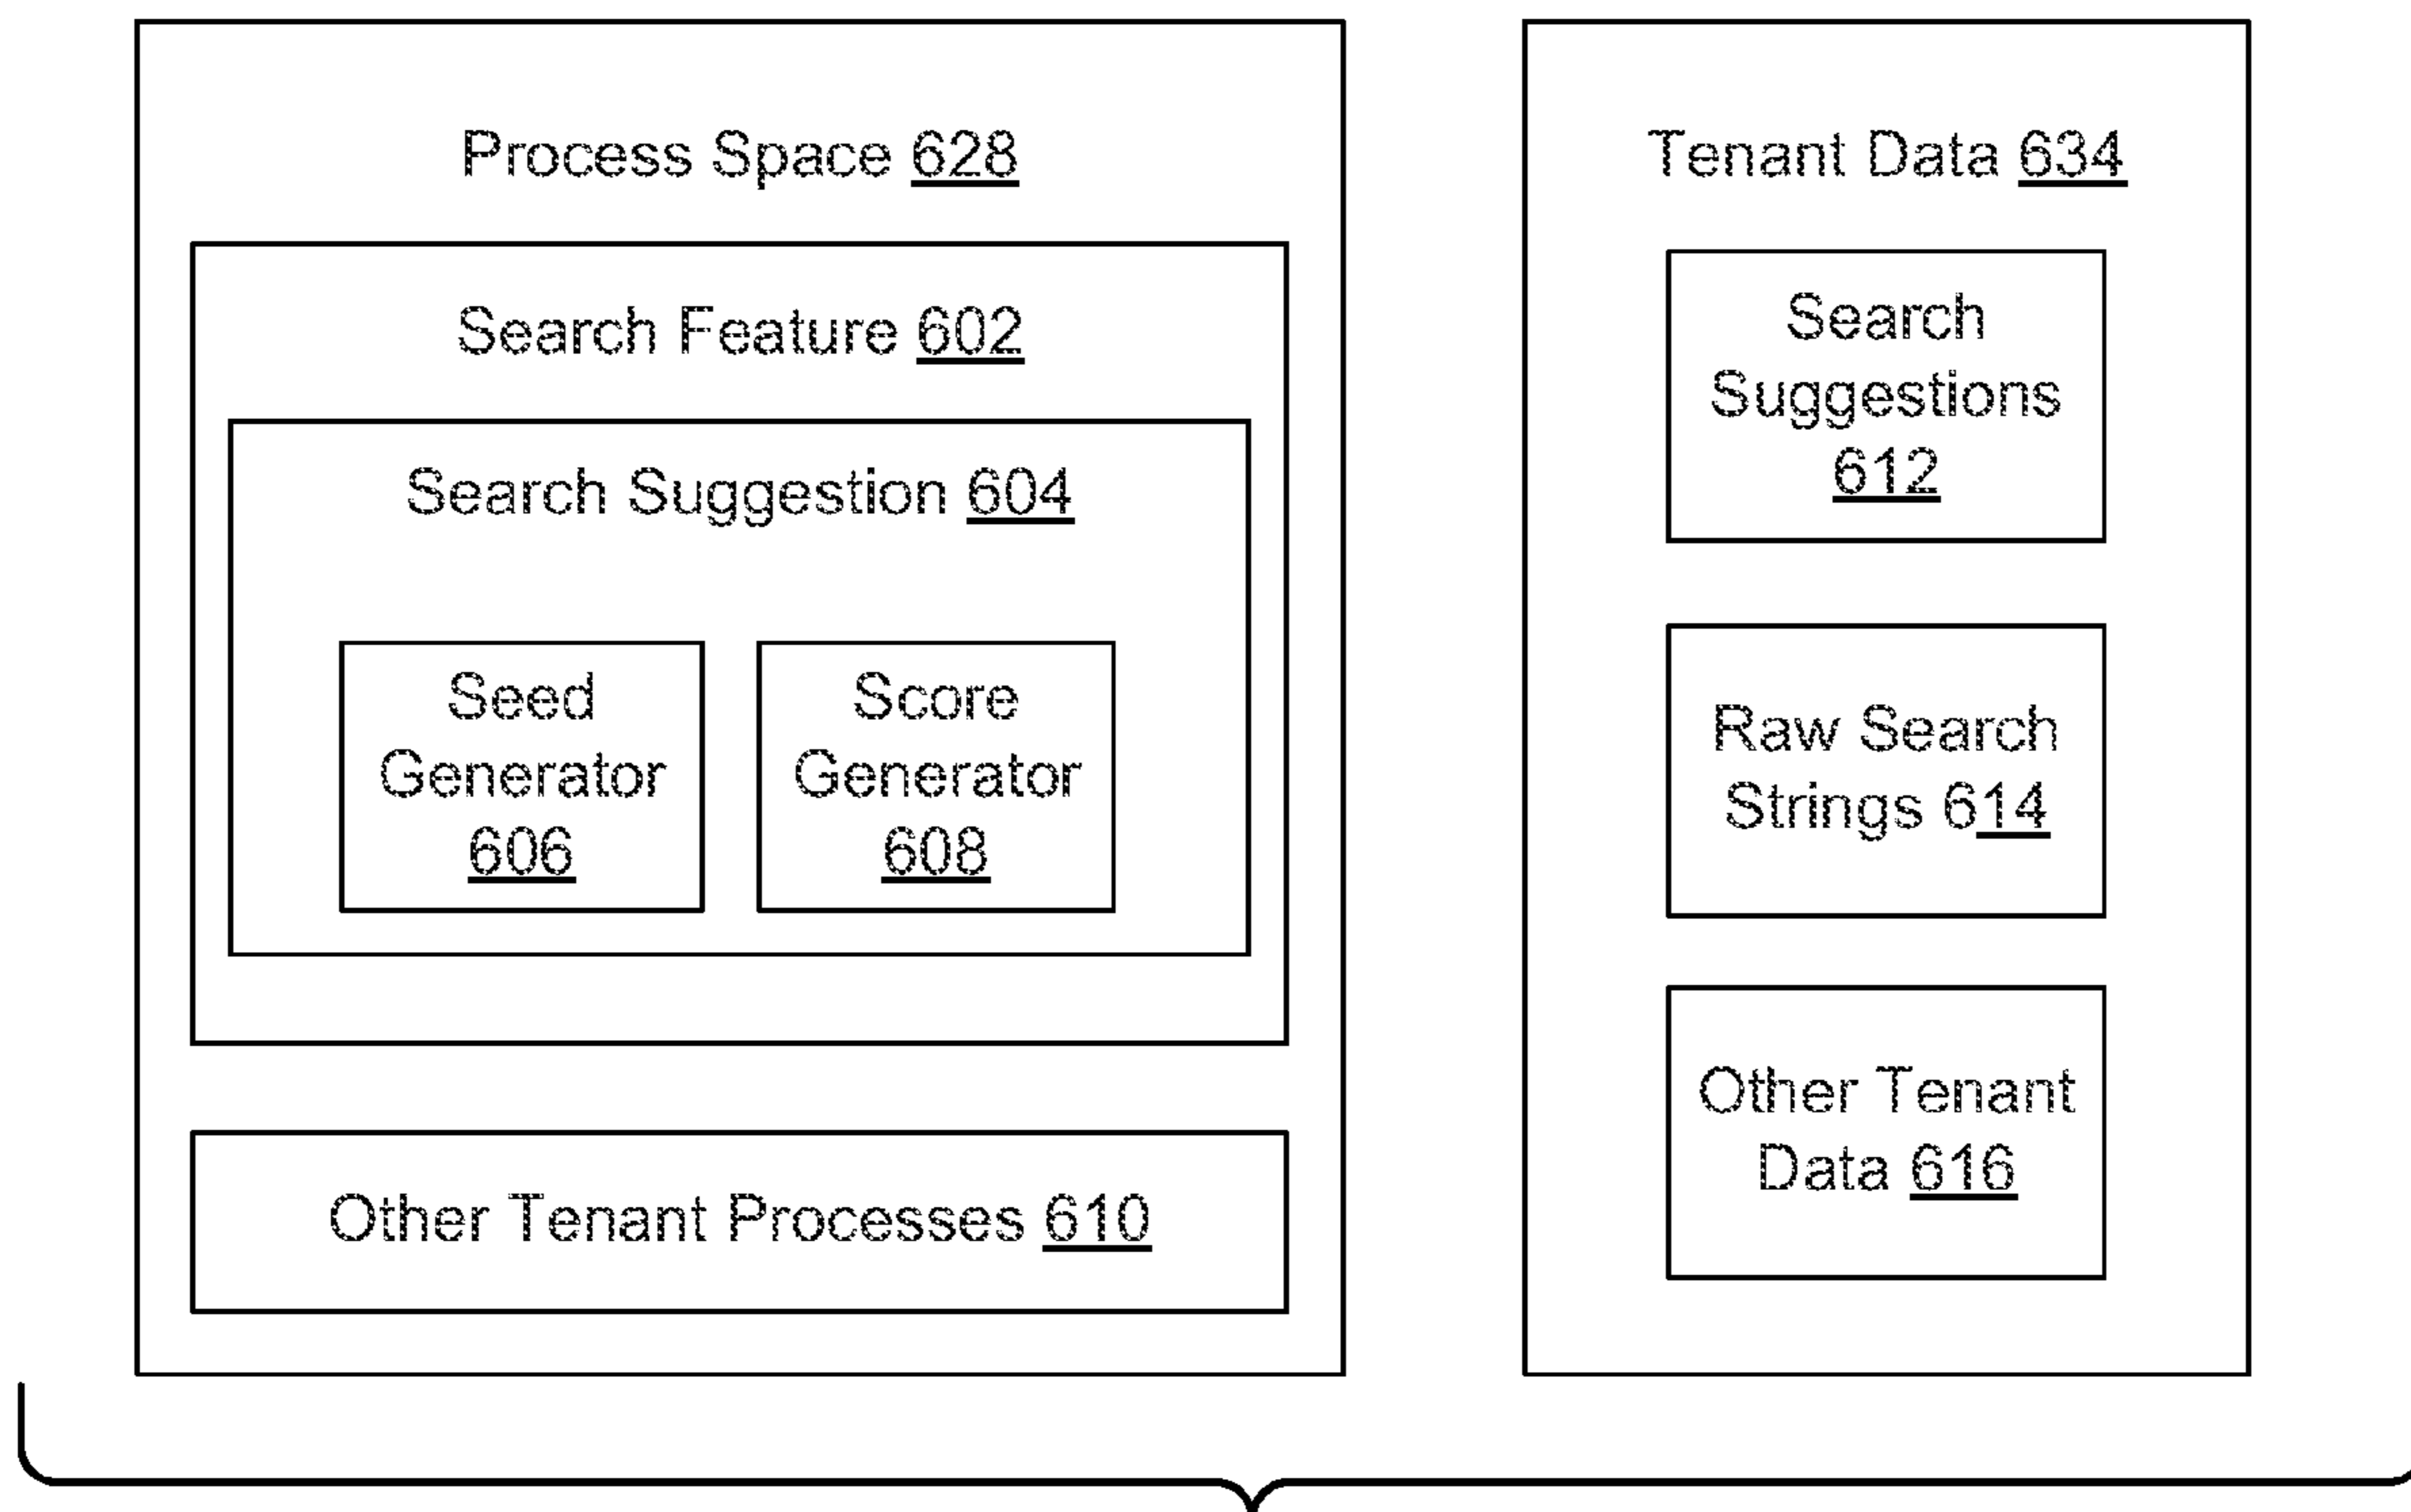 Process Space 628
Search Feature 602
Search Suggestion 604
Seed
Generator
606
Score
Generator
608
Other Tenant Processes 610
Tenant Data 634
Search
Suggestions
612
Raw Search
Strings 614
Other Tenant
Data 616